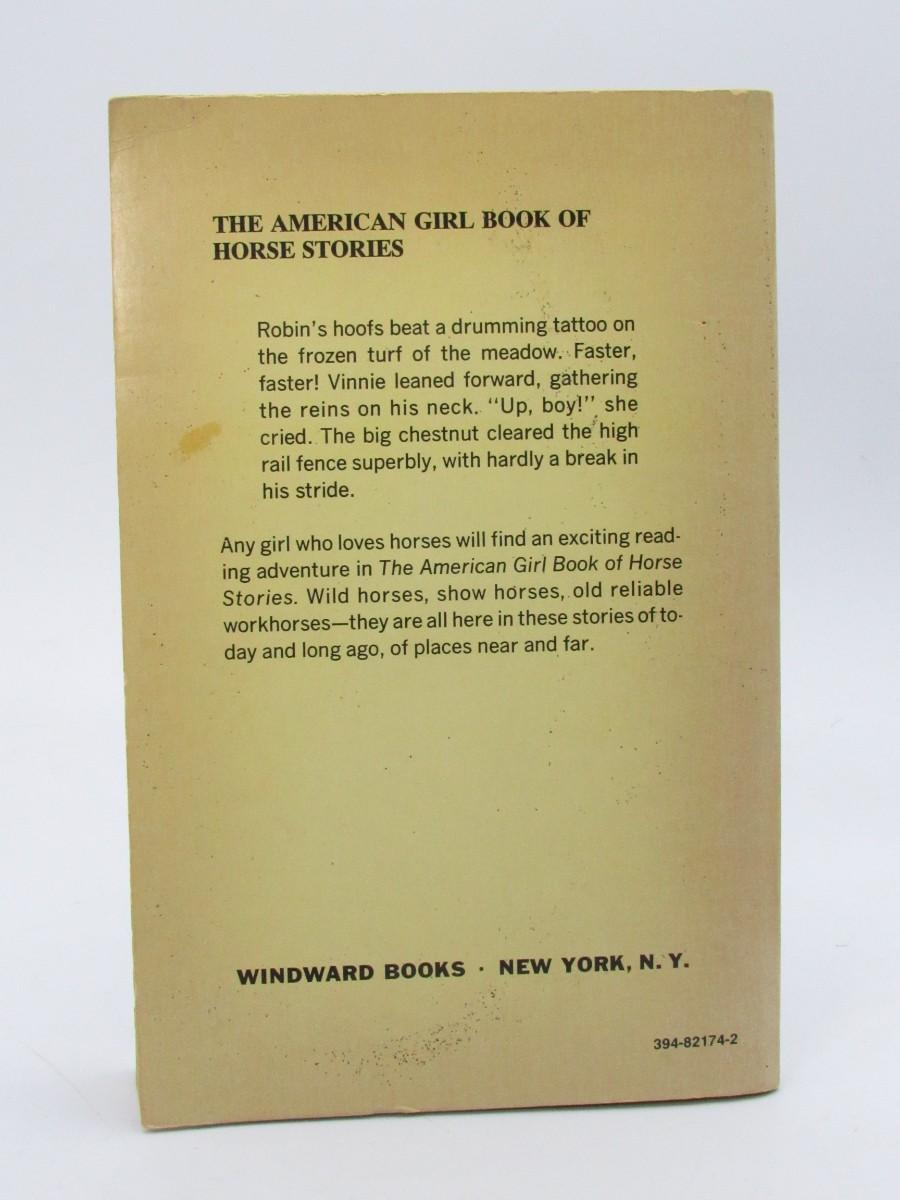 THE AMERICAN GIRL BOOK OF
HORSE STORIES
Robin's hoofs beat a drumming tattoo on
the frozen turf of the meadow. Faster,
faster! Vinnie leaned forward, gathering
the reins on his neck. "Up, boy!" she
cried. The big chestnut cleared the high
rail fence superbly, with hardly a break in
his stride.
Any girl who loves horses will find an exciting read-
ing adventure in The American Girl Book of Horse
Stories. Wild horses, show horses, old reliable
workhorses—they are all here in these stories of to-
day and long ago, of places near and far.
WINDWARD BOOKS · NEW YORK, N. Y.
394-82174-2